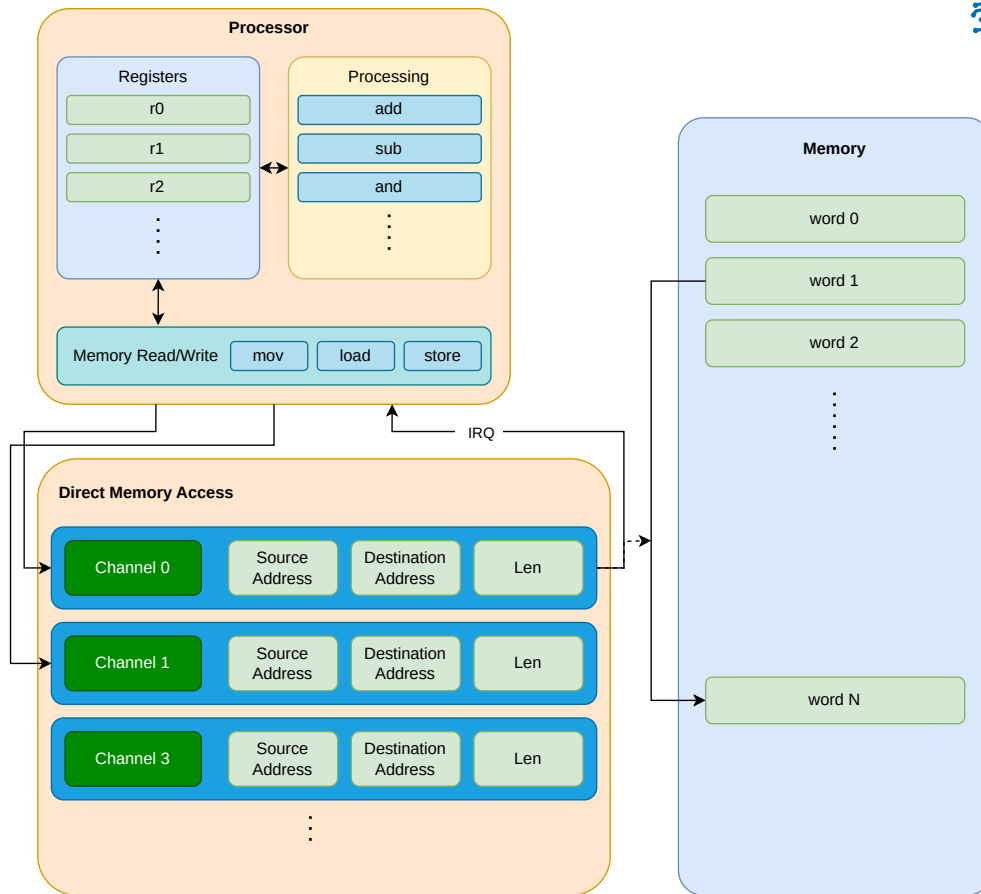 Processor
Registers
r0
r1
r2
Processing
add
sub
and
Memory Read/Write
mov
load
store
IRQ
Direct Memory Access
Channel 0
Source
Address
Destination
Address
Len
Channel 1
Source
Address
Destination
Address
Len
Channel 3
Source
Address
Destination
Address
Len
Memory
word 0
word 1
word 2
word N